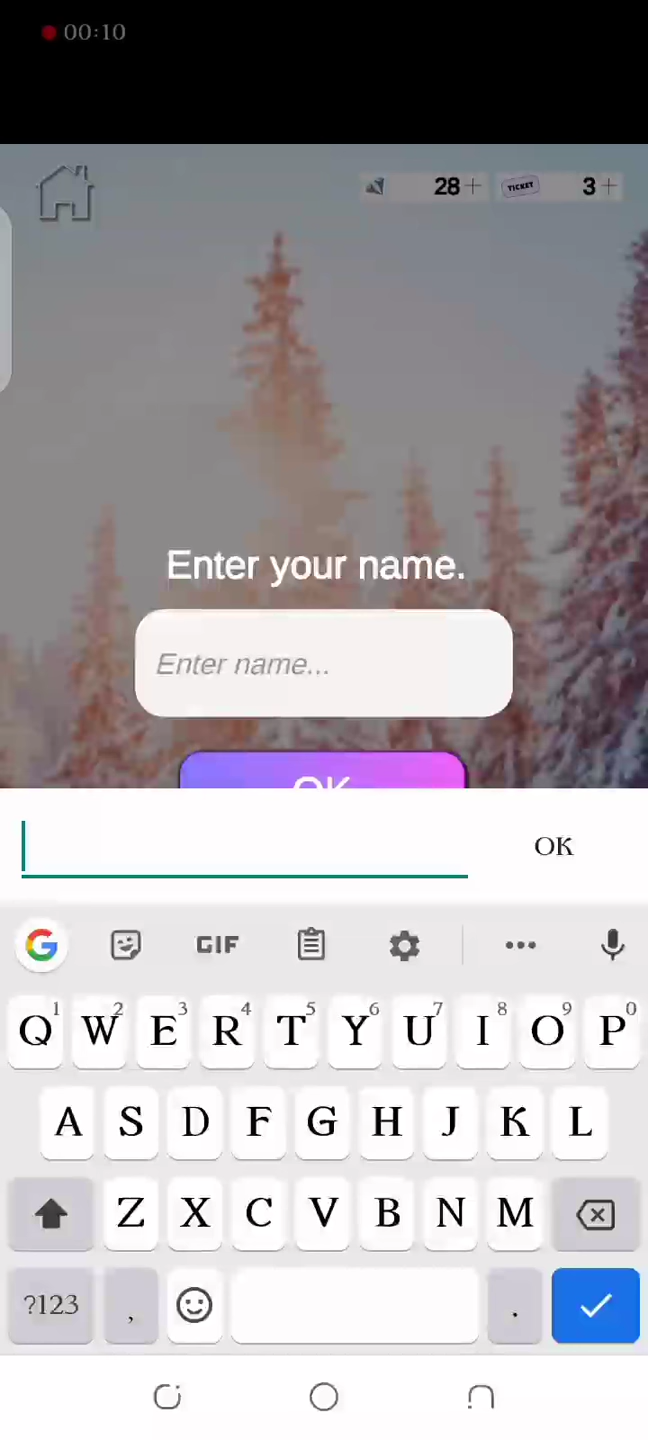 00:10
28+
TICKET 3+
Enter your name.
Enter name...
OK
OK
GIF
Q1 W2 E3 R4 T5 Y6 U7 I8 O9 P0
A S D F G H J K L
Z X C V B N M
?123 , .